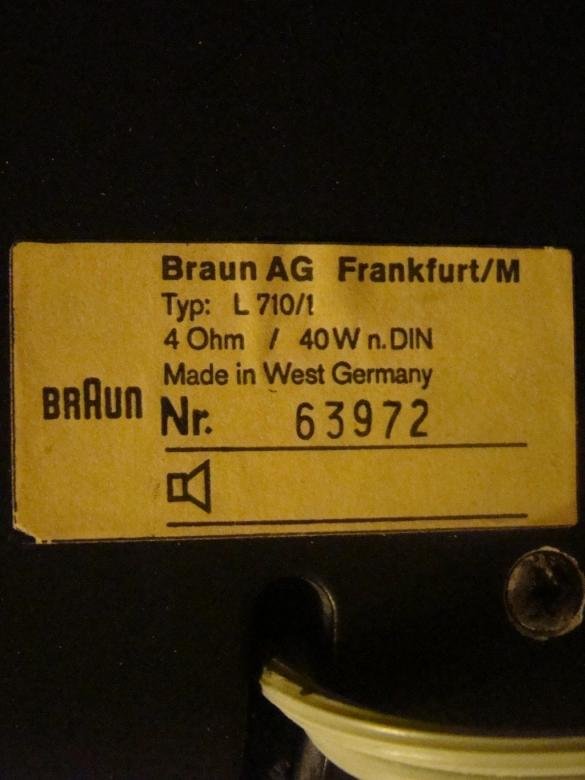 Braun AG Frankfurt/M
Typ: L 710/1
4 Ohm / 40 W n. DIN
Made in West Germany
BRAUN
Nr. 63972